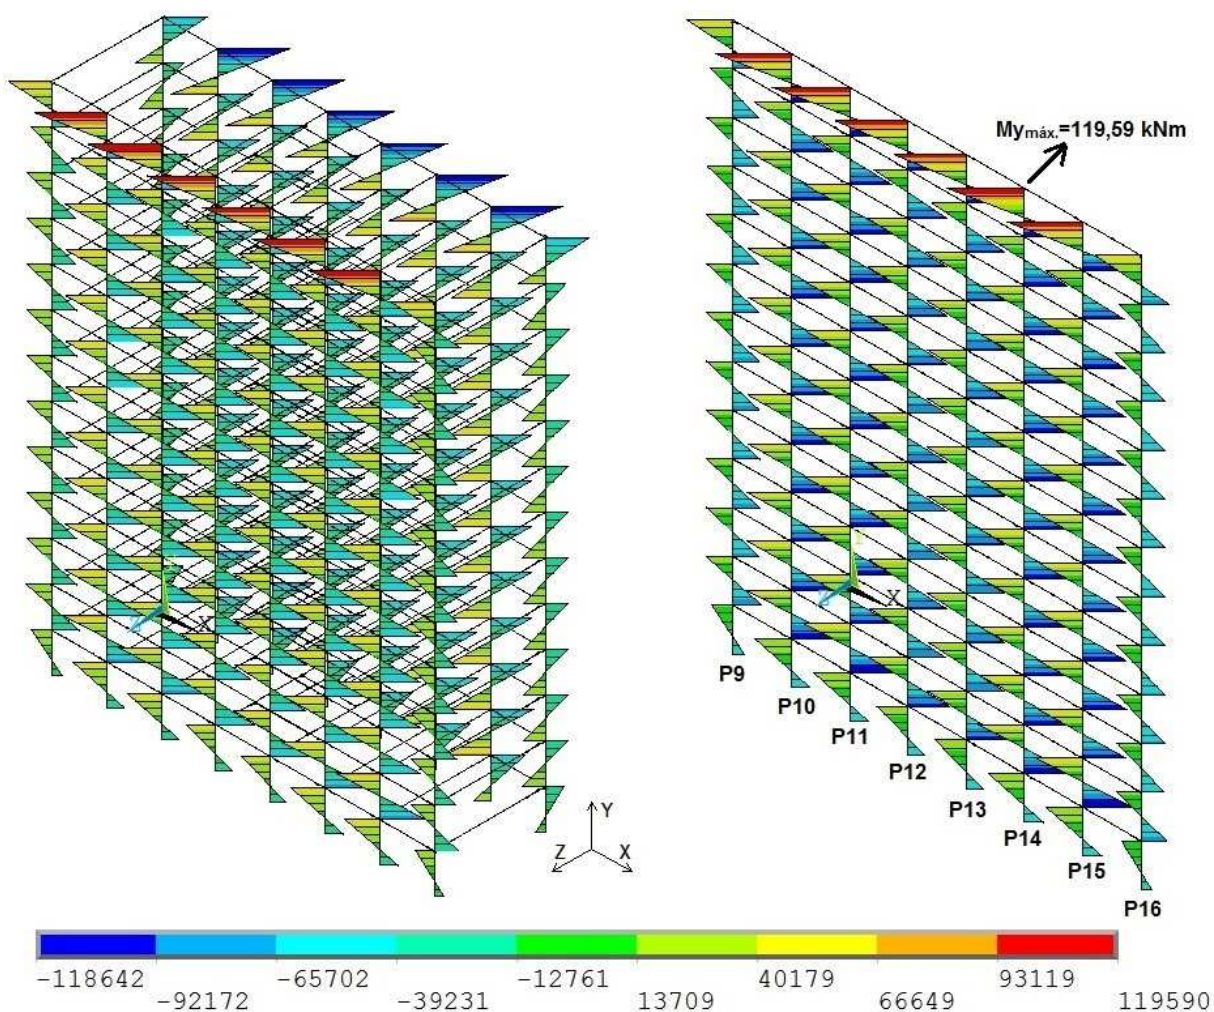 My máx.=119,59 kNm
Z
X
Z
X
P9
P10
P11
P12
P13
P14
P15
P16
Y
Z
X
-118642
-65702
-12761
40179
93119
-92172
-39231
13709
66649
119590